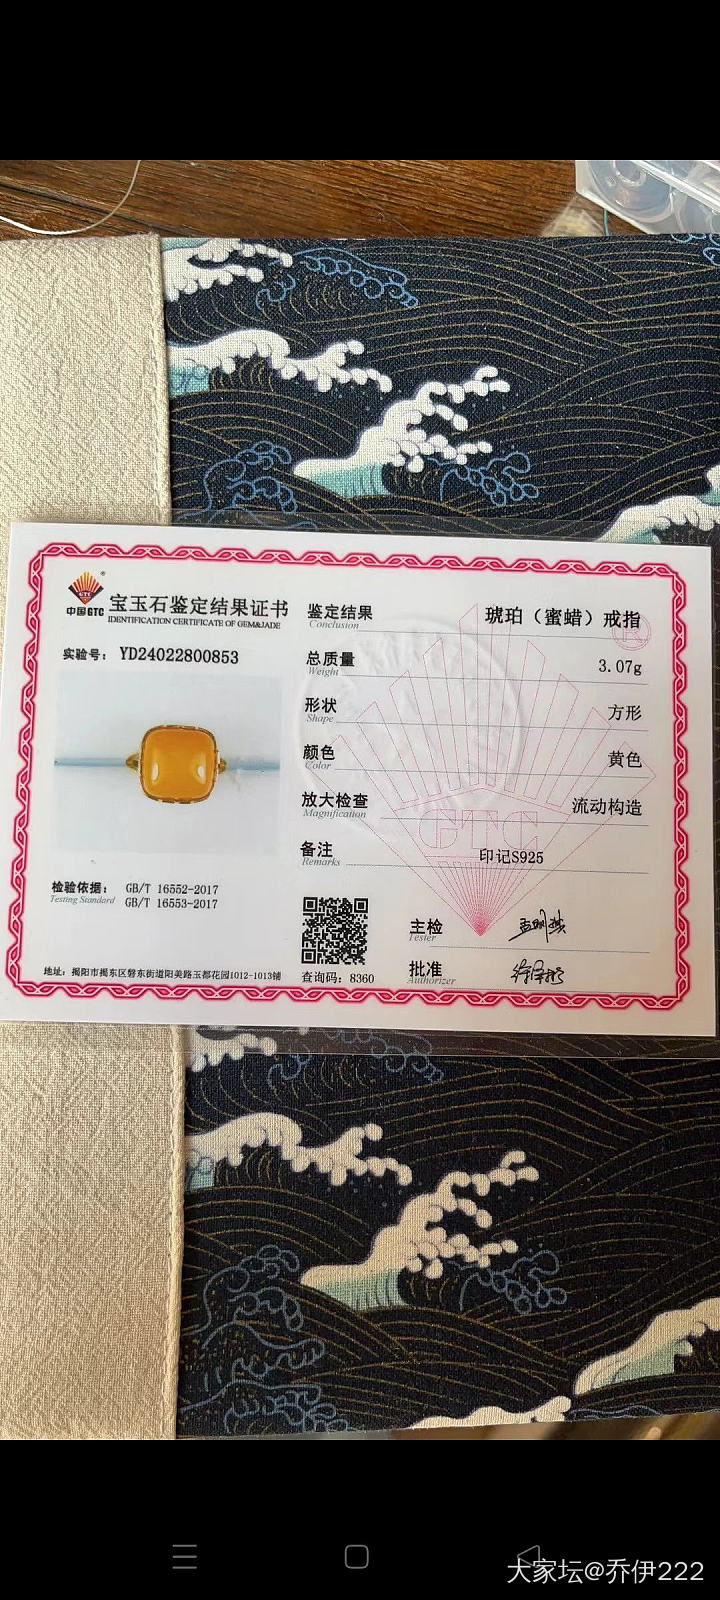 中国GTC
宝玉石鉴定结果证书
IDENTIFICATION CERTIFICATE OF GEM&JADE
实验号： YD24022800853
检验依据： GB/T 16552-2017
Testing Standard GB/T 16553-2017
地址：揭阳市揭东区磐东街道阳美路玉都花园1012-1013铺
鉴定结果 琥珀（蜜蜡）戒指
Conclusion
总质量 3.07g
Weight
形状 方形
Shape
颜色 黄色
Color
放大检查 流动构造
Magnification
备注 印记S925
Remarks
GTC
主检
Tester
批准
Authorizer
查询码：8360
大家坛@乔伊222